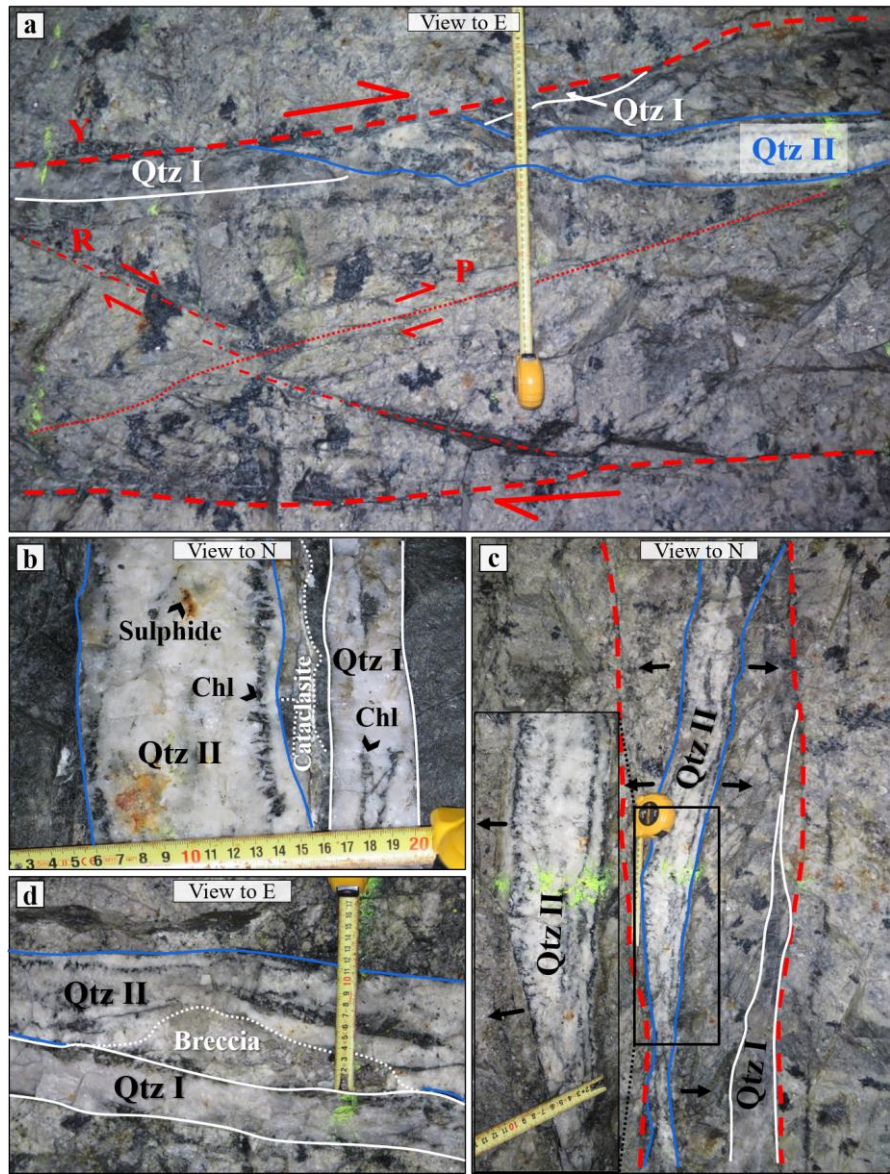 a
View to E
Y
Qtz I
Qtz I
Qtz II
R
P
b
View to N
Sulphide
Chl
Qtz II
Cataclasite
Qtz I
Chl
3 4 5 6 7 8 9 10 11 12 13 14 15 16 17 18 19 20
c
View to N
Qtz II
Qtz II
Qtz I
d
View to E
Qtz II
Breccia
Qtz I